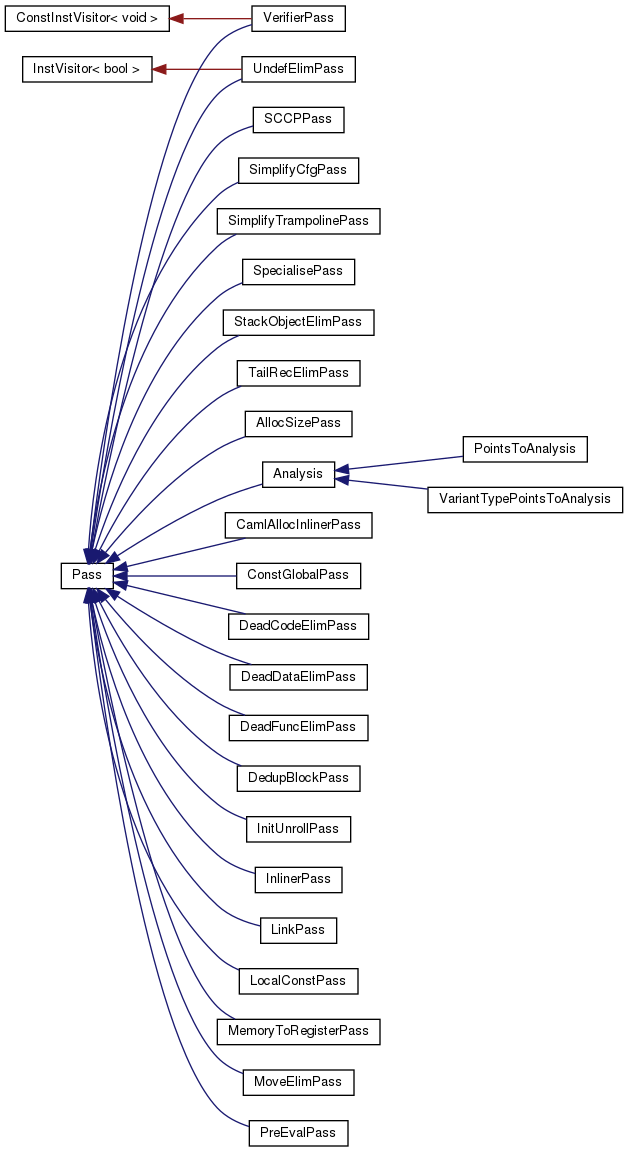 ConstInstVisitor< void >
VerifierPass
InstVisitor< bool >
UndefElimPass
SCCPPass
SimplifyCfgPass
SimplifyTrampolinePass
SpecialisePass
StackObjectElimPass
TailRecElimPass
AllocSizePass
Analysis
PointsToAnalysis
VariantTypePointsToAnalysis
CamlAllocInlinerPass
Pass
ConstGlobalPass
DeadCodeElimPass
DeadDataElimPass
DeadFuncElimPass
DedupBlockPass
InitUnrollPass
InlinerPass
LinkPass
LocalConstPass
MemoryToRegisterPass
MoveElimPass
PreEvalPass